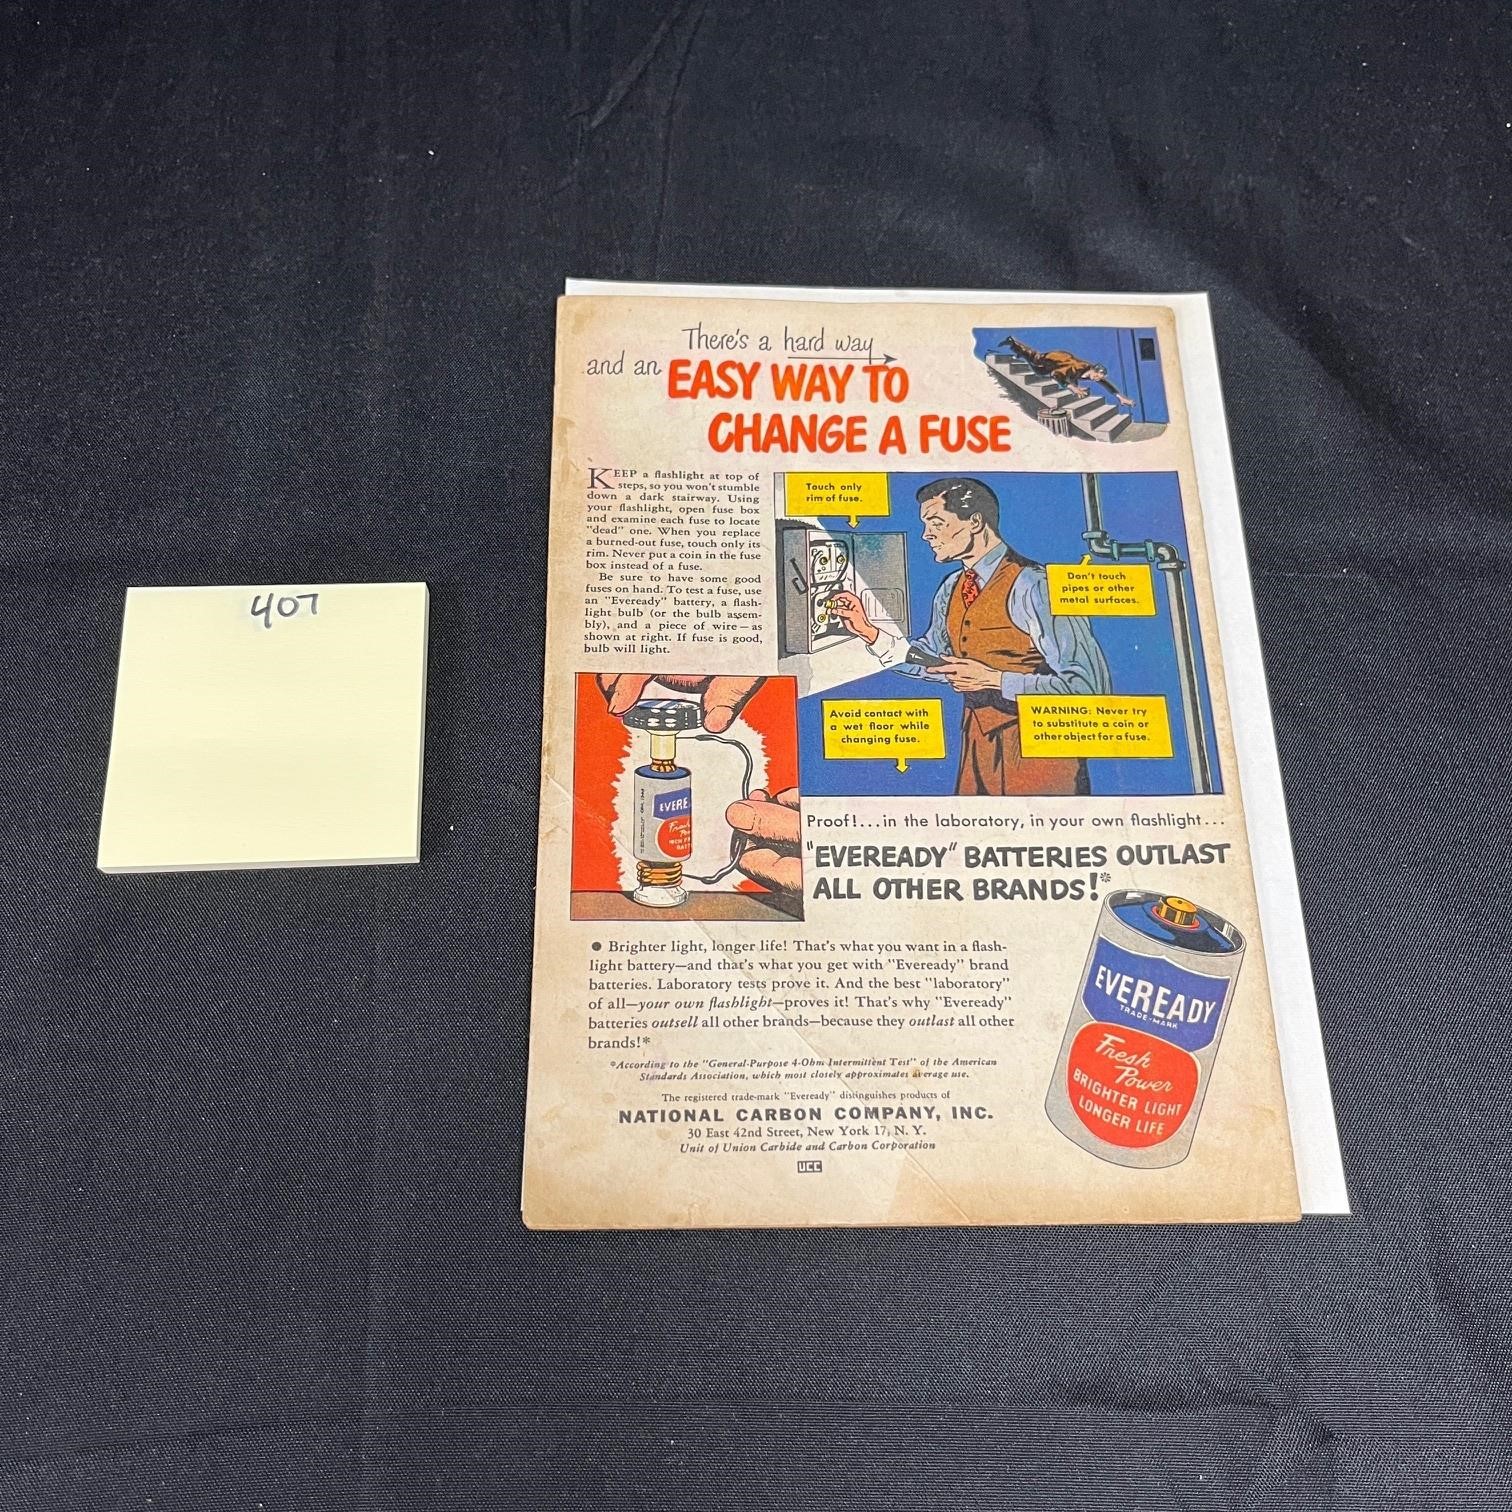 407
There's a hard way
and an EASY WAY TO
CHANGE A FUSE
KEEP a flashlight at top of
steps, so you won't stumble
down a dark stairway. Using
your flashlight, open fuse box
and examine each fuse to locate
"dead" one. When you replace
a burned-out fuse, touch only its
rim. Never put a coin in the fuse
box instead of a fuse.
Be sure to have some good
fuses on hand. To test a fuse, use
an "Eveready" battery, a flash-
light bulb (or the bulb assem-
bly), and a piece of wire—as
shown at right. If fuse is good,
bulb will light.
Touch only
rim of fuse.
Don't touch
pipes or other
metal surfaces.
Avoid contact with
a wet floor while
changing fuse.
WARNING: Never try
to substitute a coin or
other object for a fuse.
EVERE
Proof!...in the laboratory, in your own flashlight...
"EVEREADY" BATTERIES OUTLAST
ALL OTHER BRANDS!*
● Brighter light, longer life! That's what you want in a flash-
light battery—and that's what you get with "Eveready" brand
batteries. Laboratory tests prove it. And the best "laboratory"
of all—your own flashlight—proves it! That's why "Eveready"
batteries outsell all other brands—because they outlast all other
brands!*
*According to the "General-Purpose 4-Ohm Intermittent Test" of the American
Standards Association, which most closely approximates average use.
The registered trade-mark "Eveready" distinguishes products of
NATIONAL CARBON COMPANY, INC.
30 East 42nd Street, New York 17, N. Y.
Unit of Union Carbide and Carbon Corporation
UCC
EVEREADY
TRADE-MARK
Fresh
Power
BRIGHTER LIGHT
LONGER LIFE